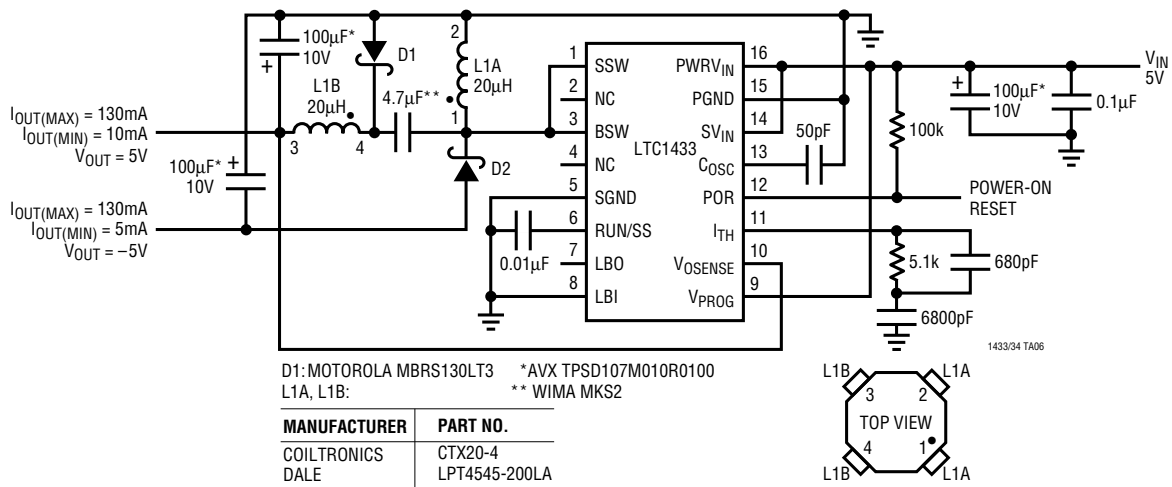 100µF*
10V
+
D1
2
L1A
20µH
1
L1B
20µH
4.7µF**
3
4
I_OUT(MAX) = 130mA
I_OUT(MIN) = 10mA
V_OUT = 5V
100µF*
10V
+
D2
I_OUT(MAX) = 130mA
I_OUT(MIN) = 5mA
V_OUT = –5V
0.01µF
1 SSW
2 NC
3 BSW
4 NC
5 SGND
6 RUN/SS
7 LBO
8 LBI
LTC1433
PWRV_IN 16
PGND 15
SV_IN 14
C_OSC 13
POR 12
I_TH 11
V_OSENSE 10
V_PROG 9
50pF
100k
+
100µF*
10V
0.1µF
V_IN
5V
POWER-ON
RESET
5.1k
680pF
6800pF
1433/34 TA06
D1: MOTOROLA MBRS130LT3 *AVX TPSD107M010R0100
L1A, L1B: ** WIMA MKS2
MANUFACTURER PART NO.
COILTRONICS CTX20-4
DALE LPT4545-200LA
L1B L1A
3 2
TOP VIEW
4 1
L1B L1A